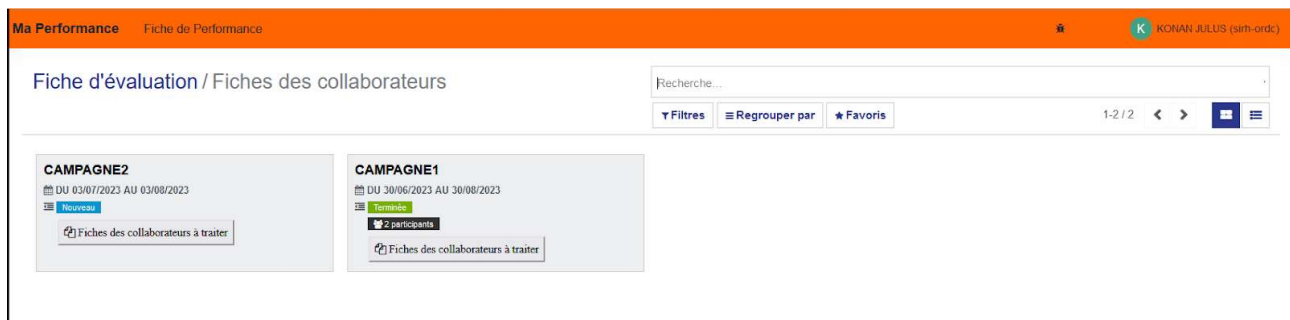 Ma Performance Fiche de Performance K KONAN JULUS (sirh-ordc)
Fiche d'évaluation / Fiches des collaborateurs
Recherche...
Filtres Regrouper par Favoris 1-2 / 2
CAMPAGNE2
DU 03/07/2023 AU 03/08/2023
Nouveau
Fiches des collaborateurs à traiter
CAMPAGNE1
DU 30/06/2023 AU 30/08/2023
Terminée
2 participants
Fiches des collaborateurs à traiter